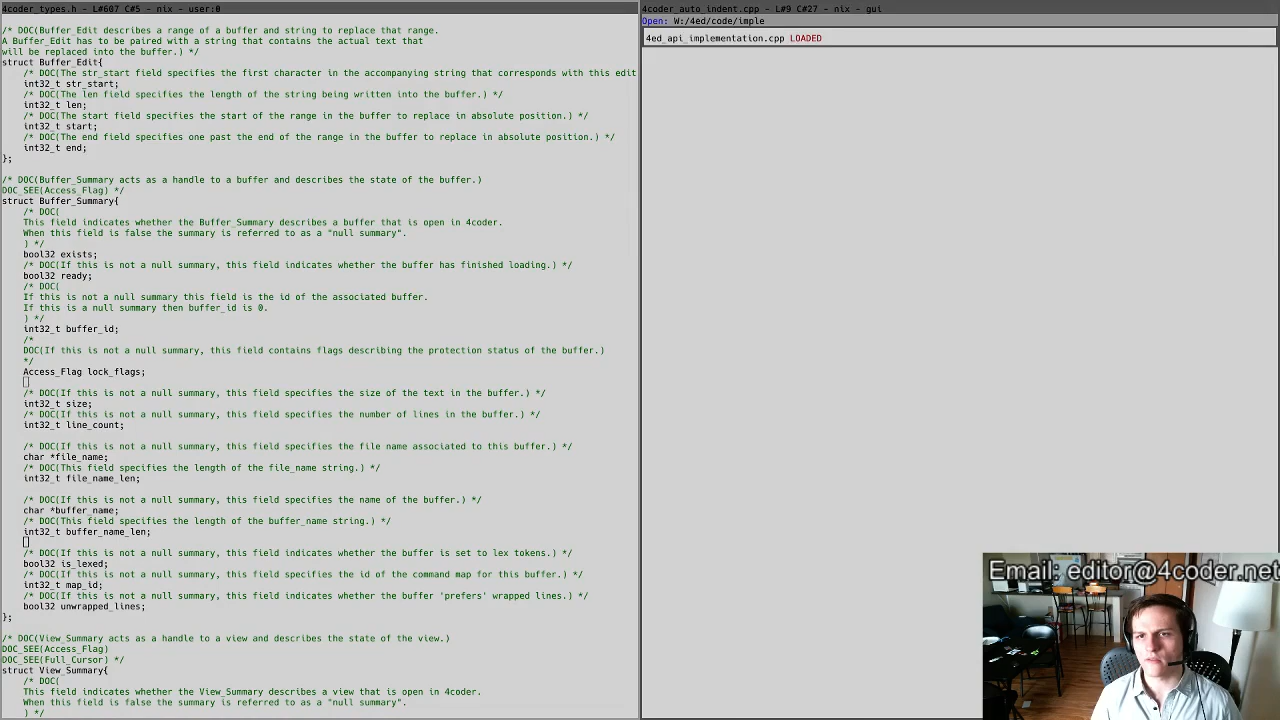 4coder_types.h - L#607 C#5 - nix - user:0
/* DOC(Buffer_Edit describes a range of a buffer and string to replace that range.
A Buffer_Edit has to be paired with a string that contains the actual text that
will be replaced into the buffer.) */
struct Buffer_Edit{
/* DOC(The str_start field specifies the first character in the accompanying string that corresponds with this edit
int32_t str_start;
/* DOC(The len field specifies the length of the string being written into the buffer.) */
int32_t len;
/* DOC(The start field specifies the start of the range in the buffer to replace in absolute position.) */
int32_t start;
/* DOC(The end field specifies one past the end of the range in the buffer to replace in absolute position.) */
int32_t end;
};
/* DOC(Buffer_Summary acts as a handle to a buffer and describes the state of the buffer.)
DOC_SEE(Access_Flag) */
struct Buffer_Summary{
/* DOC(
This field indicates whether the Buffer_Summary describes a buffer that is open in 4coder.
When this field is false the summary is referred to as a "null summary".
) */
bool32 exists;
/* DOC(If this is not a null summary, this field indicates whether the buffer has finished loading.) */
bool32 ready;
/* DOC(
If this is not a null summary this field is the id of the associated buffer.
If this is a null summary then buffer_id is 0.
) */
int32_t buffer_id;
/*
DOC(If this is not a null summary, this field contains flags describing the protection status of the buffer.)
*/
Access_Flag lock_flags;
/* DOC(If this is not a null summary, this field specifies the size of the text in the buffer.) */
int32_t size;
/* DOC(If this is not a null summary, this field specifies the number of lines in the buffer.) */
int32_t line_count;
/* DOC(If this is not a null summary, this field specifies the file name associated to this buffer.) */
char *file_name;
/* DOC(This field specifies the length of the file_name string.) */
int32_t file_name_len;
/* DOC(If this is not a null summary, this field specifies the name of the buffer.) */
char *buffer_name;
/* DOC(This field specifies the length of the buffer_name string.) */
int32_t buffer_name_len;
/* DOC(If this is not a null summary, this field indicates whether the buffer is set to lex tokens.) */
bool32 is_lexed;
/* DOC(If this is not a null summary, this field specifies the id of the command map for this buffer.) */
int32_t map_id;
/* DOC(If this is not a null summary, this field indicates whether the buffer 'prefers' wrapped lines.) */
bool32 unwrapped_lines;
};
/* DOC(View_Summary acts as a handle to a view and describes the state of the view.)
DOC_SEE(Access_Flag)
DOC_SEE(Full_Cursor) */
struct View_Summary{
/* DOC(
This field indicates whether the View_Summary describes a view that is open in 4coder.
When this field is false the summary is referred to as a "null summary".
) */
4coder_auto_indent.cpp - L#9 C#27 - nix - gui
Open: W:/4ed/code/imple
4ed_api_implementation.cpp LOADED
Email: editor@4coder.net